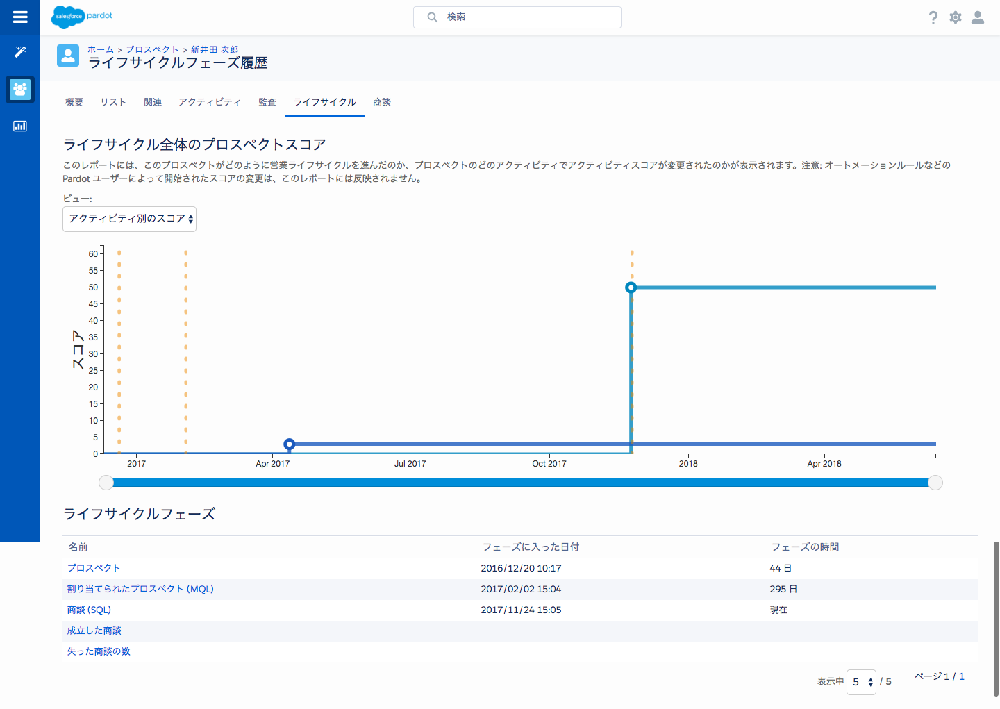 salesforce pardot
検索
ホーム > プロスペクト > 新井田 次郎
ライフサイクルフェーズ履歴
概要 リスト 関連 アクティビティ 監査 ライフサイクル 商談
ライフサイクル全体のプロスペクトスコア
このレポートには、このプロスペクトがどのように営業ライフサイクルを進んだのか、プロスペクトのどのアクティビティでアクティビティスコアが変更されたのかが表示されます。注意: オートメーションルールなどの
Pardot ユーザーによって開始されたスコアの変更は、このレポートには反映されません。
ビュー:
アクティビティ別のスコア
スコア
60
55
50
45
40
35
30
25
20
15
10
5
0
2017 Apr 2017 Jul 2017 Oct 2017 2018 Apr 2018
ライフサイクルフェーズ
名前 フェーズに入った日付 フェーズの時間
プロスペクト 2016/12/20 10:17 44 日
割り当てられたプロスペクト (MQL) 2017/02/02 15:04 295 日
商談 (SQL) 2017/11/24 15:05 現在
成立した商談
失った商談の数
表示中 5 / 5 ページ 1 / 1